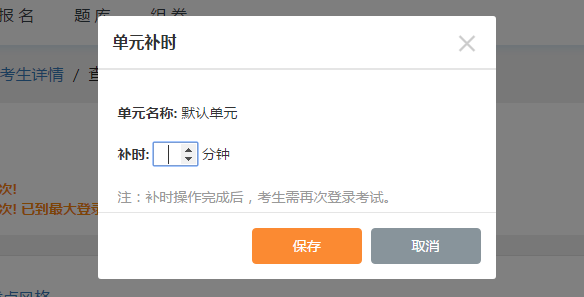 报名 题库 组卷
单元补时
考生详情 / 查
单元名称: 默认单元
补时: 分钟
次!
注：补时操作完成后，考生需再次登录考试。
次! 已到最大登录
保存 取消